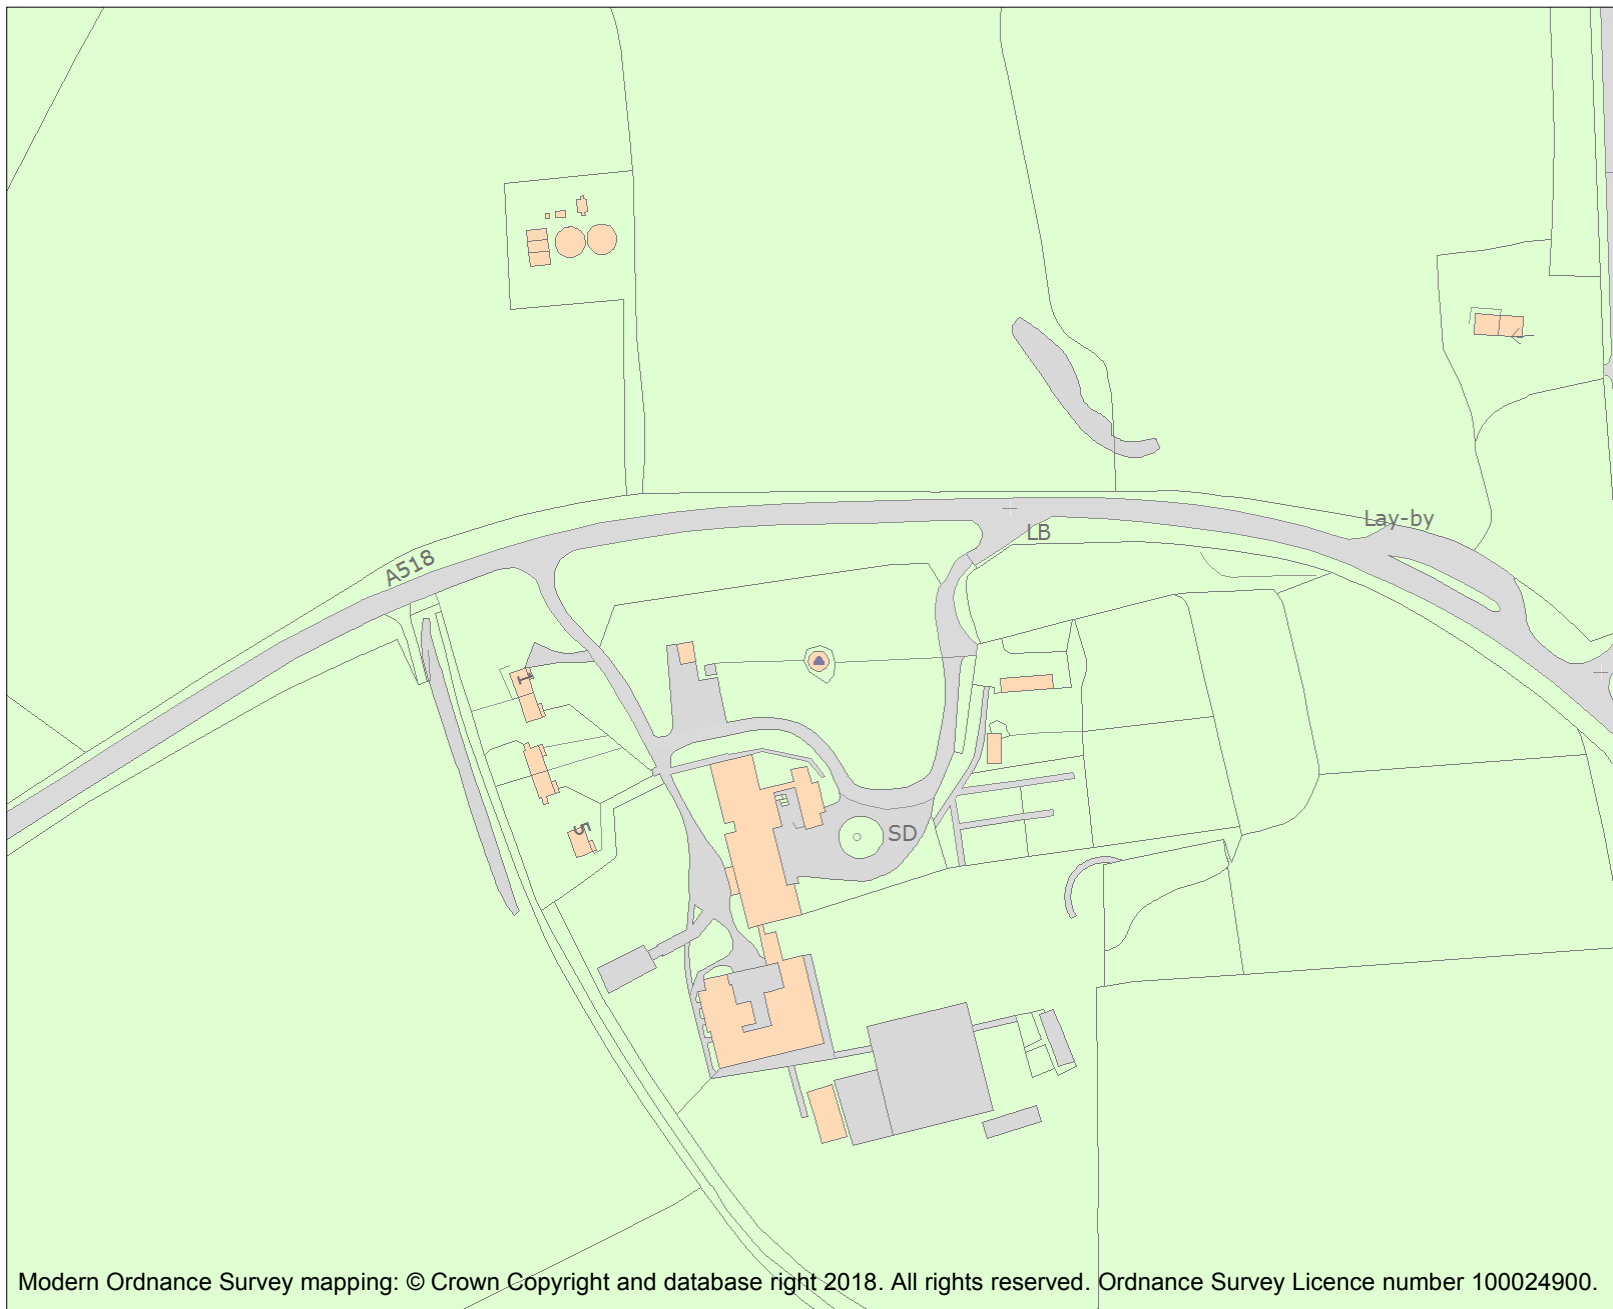 Lay-by
LB
A518
1
5
SD
Modern Ordnance Survey mapping: © Crown Copyright and database right 2018. All rights reserved. Ordnance Survey Licence number 100024900.